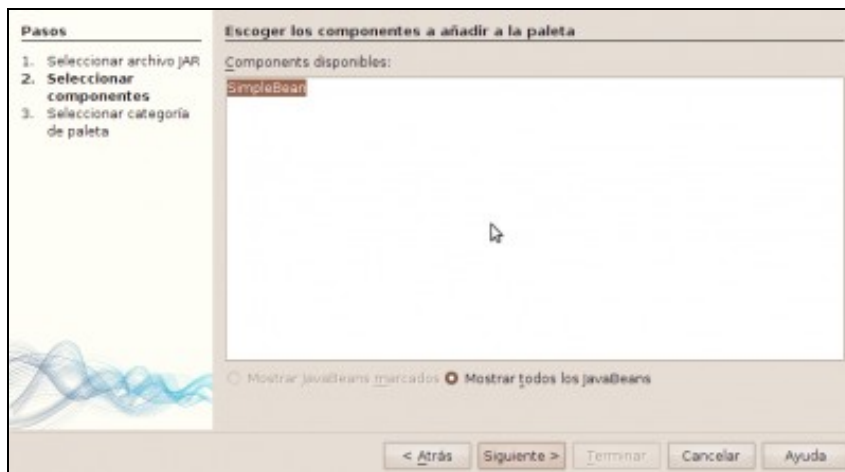 Pasos
1. Seleccionar archivo JAR
2. Seleccionar
componentes
3. Seleccionar categoría
de paleta
Escoger los componentes a añadir a la paleta
Components disponibles:
SimpleBean
Mostrar JavaBeans marcados
Mostrar todos los JavaBeans
< Atrás
Siguiente >
Terminar
Cancelar
Ayuda